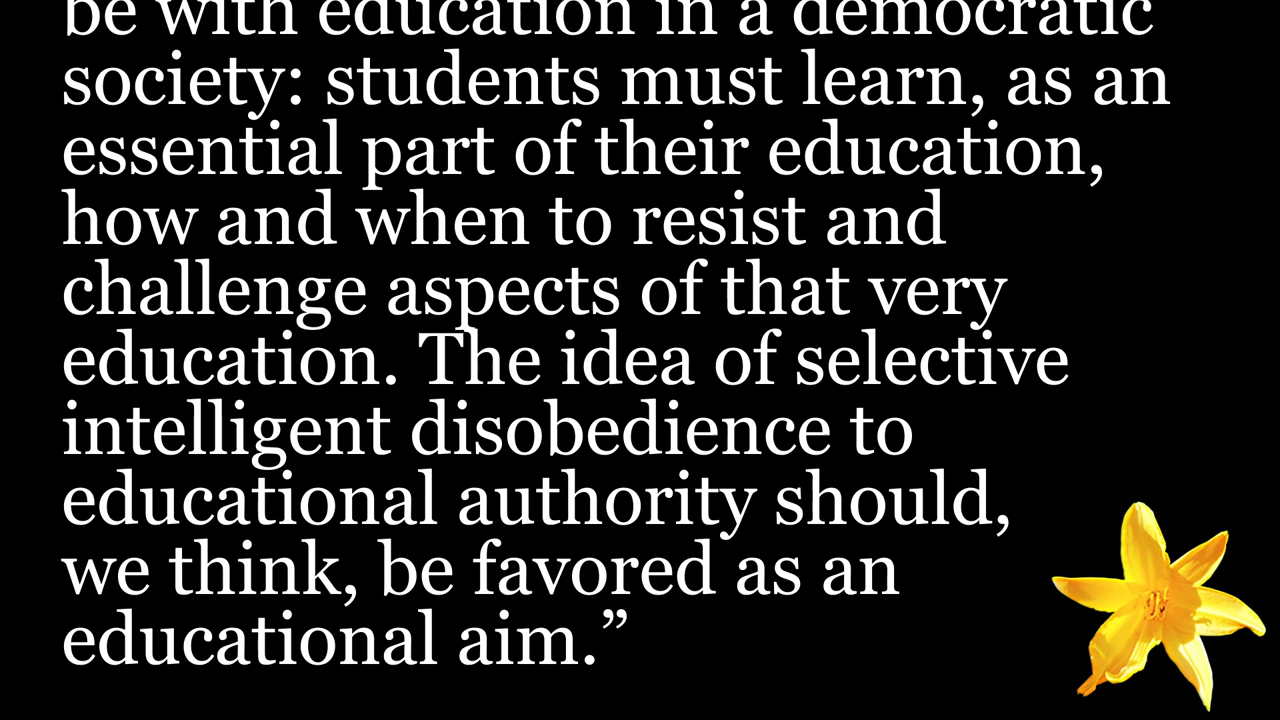 be with education in a democratic
society: students must learn, as an
essential part of their education,
how and when to resist and
challenge aspects of that very
education. The idea of selective
intelligent disobedience to
educational authority should,
we think, be favored as an
educational aim.”